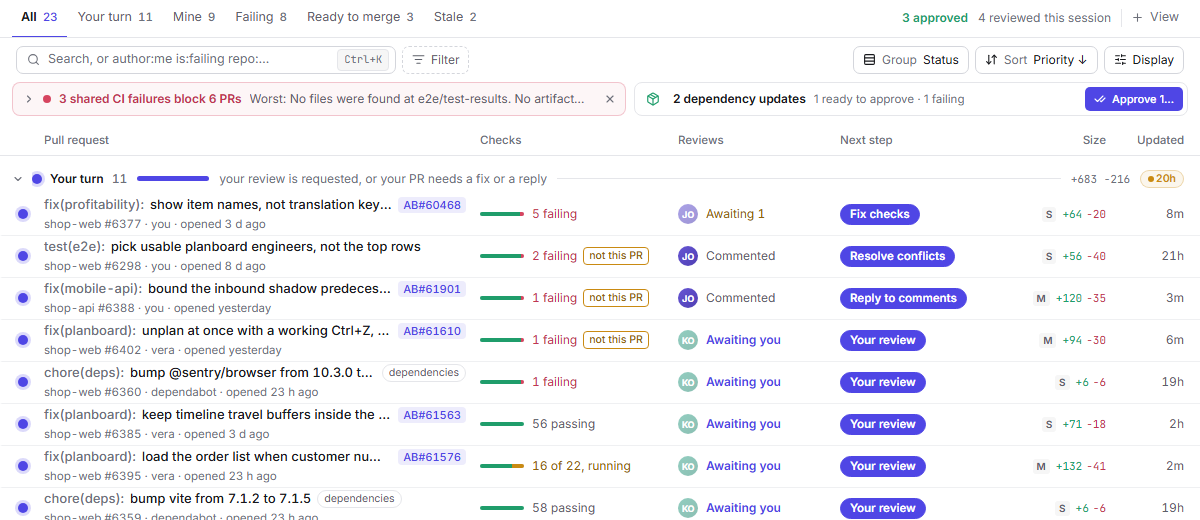 All 23 Your turn 11 Mine 9 Failing 8 Ready to merge 3 Stale 2 3 approved 4 reviewed this session + View
Search, or author:me is:failing repo:... Ctrl+K Filter Group Status Sort Priority ↓ Display
3 shared CI failures block 6 PRs Worst: No files were found at e2e/test-results. No artifact... × 2 dependency updates 1 ready to approve · 1 failing Approve 1...
Pull request Checks Reviews Next step Size Updated
Your turn 11 your review is requested, or your PR needs a fix or a reply +683 -216 20h
fix(profitability): show item names, not translation key... AB#60468 5 failing JO Awaiting 1 Fix checks S +64 -20 8m
shop-web #6377 · you · opened 3 d ago
test(e2e): pick usable planboard engineers, not the top rows 2 failing not this PR JO Commented Resolve conflicts S +56 -40 21h
shop-web #6298 · you · opened 8 d ago
fix(mobile-api): bound the inbound shadow predeces... AB#61901 1 failing not this PR JO Commented Reply to comments M +120 -35 3m
shop-api #6388 · you · opened yesterday
fix(planboard): unplan at once with a working Ctrl+Z, ... AB#61610 1 failing not this PR KO Awaiting you Your review M +94 -30 6m
shop-web #6402 · vera · opened yesterday
chore(deps): bump @sentry/browser from 10.3.0 t... dependencies 1 failing KO Awaiting you Your review S +6 -6 19h
shop-web #6360 · dependabot · opened 23 h ago
fix(planboard): keep timeline travel buffers inside the ... AB#61563 56 passing KO Awaiting you Your review S +71 -18 2h
shop-web #6385 · vera · opened 3 d ago
fix(planboard): load the order list when customer nu... AB#61576 16 of 22, running KO Awaiting you Your review M +132 -41 2m
shop-web #6395 · vera · opened 23 h ago
chore(deps): bump vite from 7.1.2 to 7.1.5 dependencies 58 passing KO Awaiting you Your review S +6 -6 19h
shop-web #6359 · dependabot · opened 23 h ago